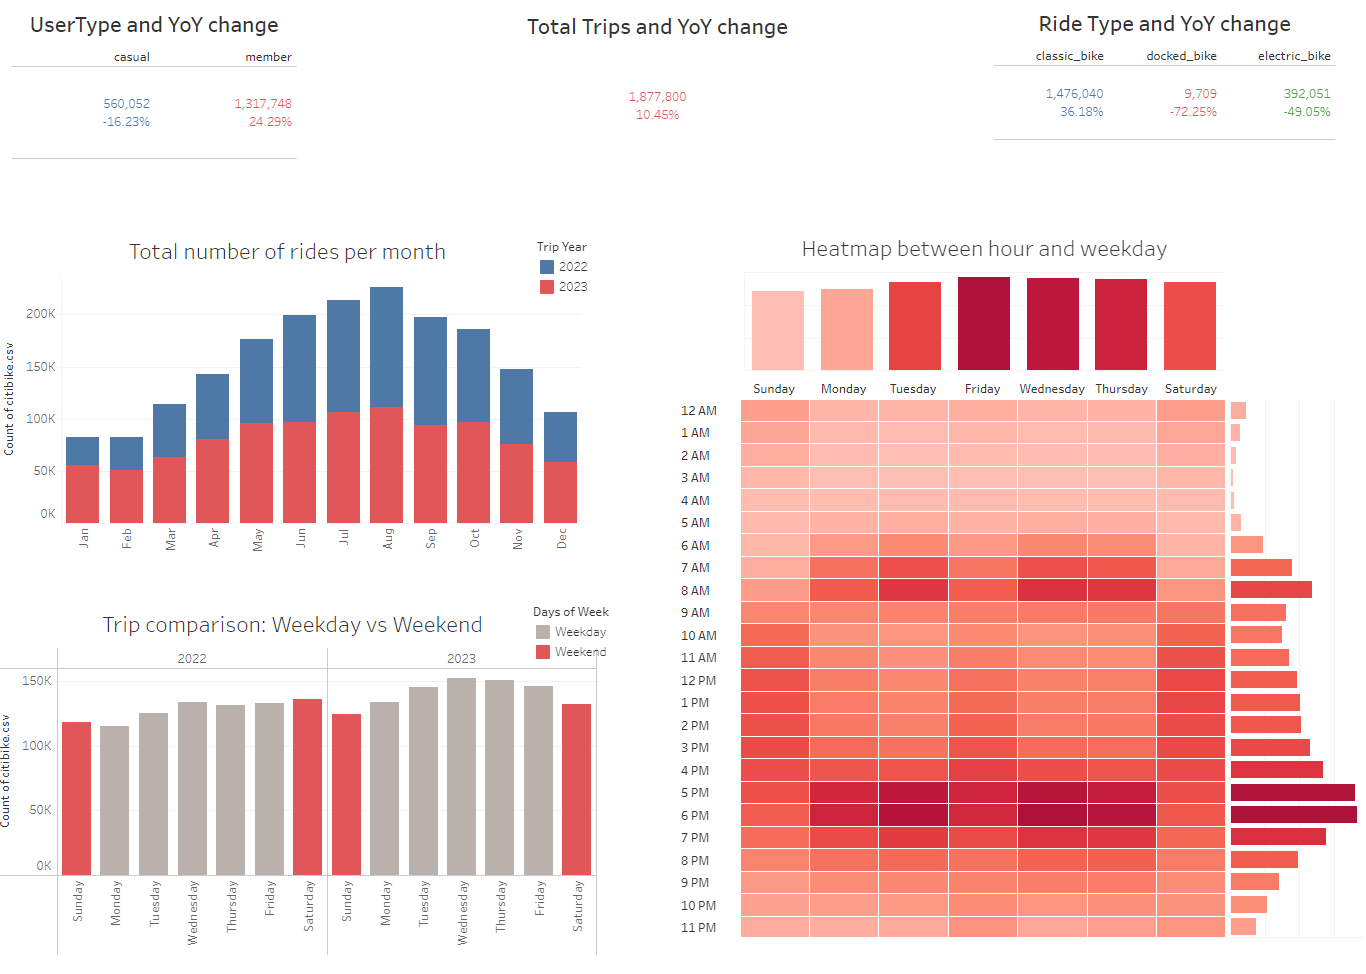 UserType and YoY change
casual member
560,052 1,317,748
-16.23% 24.29%
Total Trips and YoY change
1,877,800
10.45%
Ride Type and YoY change
classic_bike docked_bike electric_bike
1,476,040 9,709 392,051
36.18% -72.25% -49.05%
Total number of rides per month
Trip Year
2022
2023
Count of citibike.csv
200K
150K
100K
50K
0K
Jan Feb Mar Apr May Jun Jul Aug Sep Oct Nov Dec
Trip comparison: Weekday vs Weekend
Days of Week
Weekday
Weekend
2022 2023
Count of citibike.csv
150K
100K
50K
0K
Sunday Monday Tuesday Wednesday Thursday Friday Saturday Sunday Monday Tuesday Wednesday Thursday Friday Saturday
Heatmap between hour and weekday
Sunday Monday Tuesday Friday Wednesday Thursday Saturday
12 AM
1 AM
2 AM
3 AM
4 AM
5 AM
6 AM
7 AM
8 AM
9 AM
10 AM
11 AM
12 PM
1 PM
2 PM
3 PM
4 PM
5 PM
6 PM
7 PM
8 PM
9 PM
10 PM
11 PM